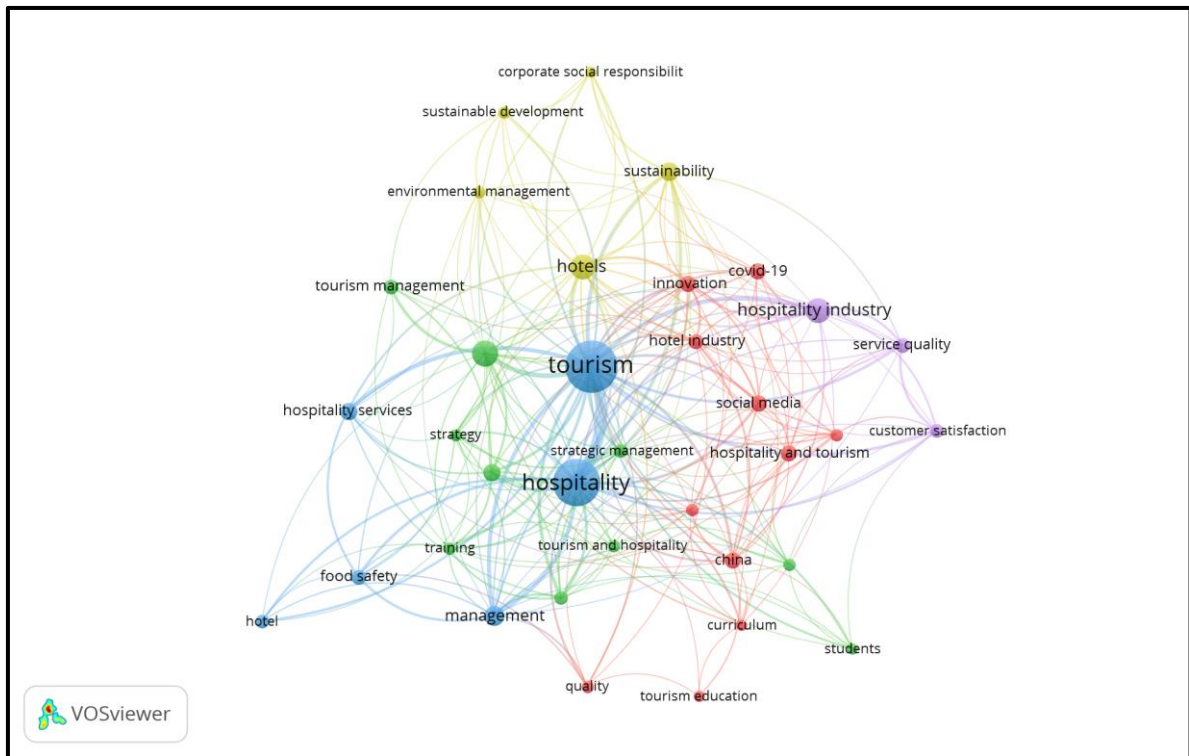 corporate social responsibilit
sustainable development
sustainability
environmental management
hotels
covid-19
innovation
tourism management
hospitality industry
hotel industry
service quality
tourism
social media
hospitality services
customer satisfaction
strategy
strategic management
hospitality and tourism
hospitality
training
tourism and hospitality
china
food safety
management
hotel
curriculum
students
quality
tourism education
VOSviewer